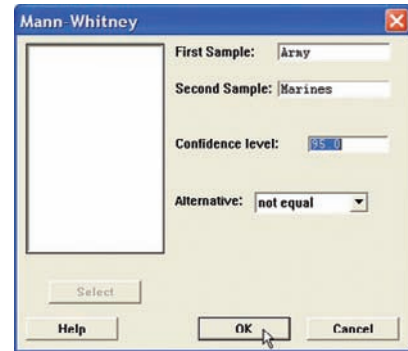 Mann-Whitney
First Sample: Army
Second Sample: Marines
Confidence level: 95.0
Alternative: not equal
Select
Help OK Cancel